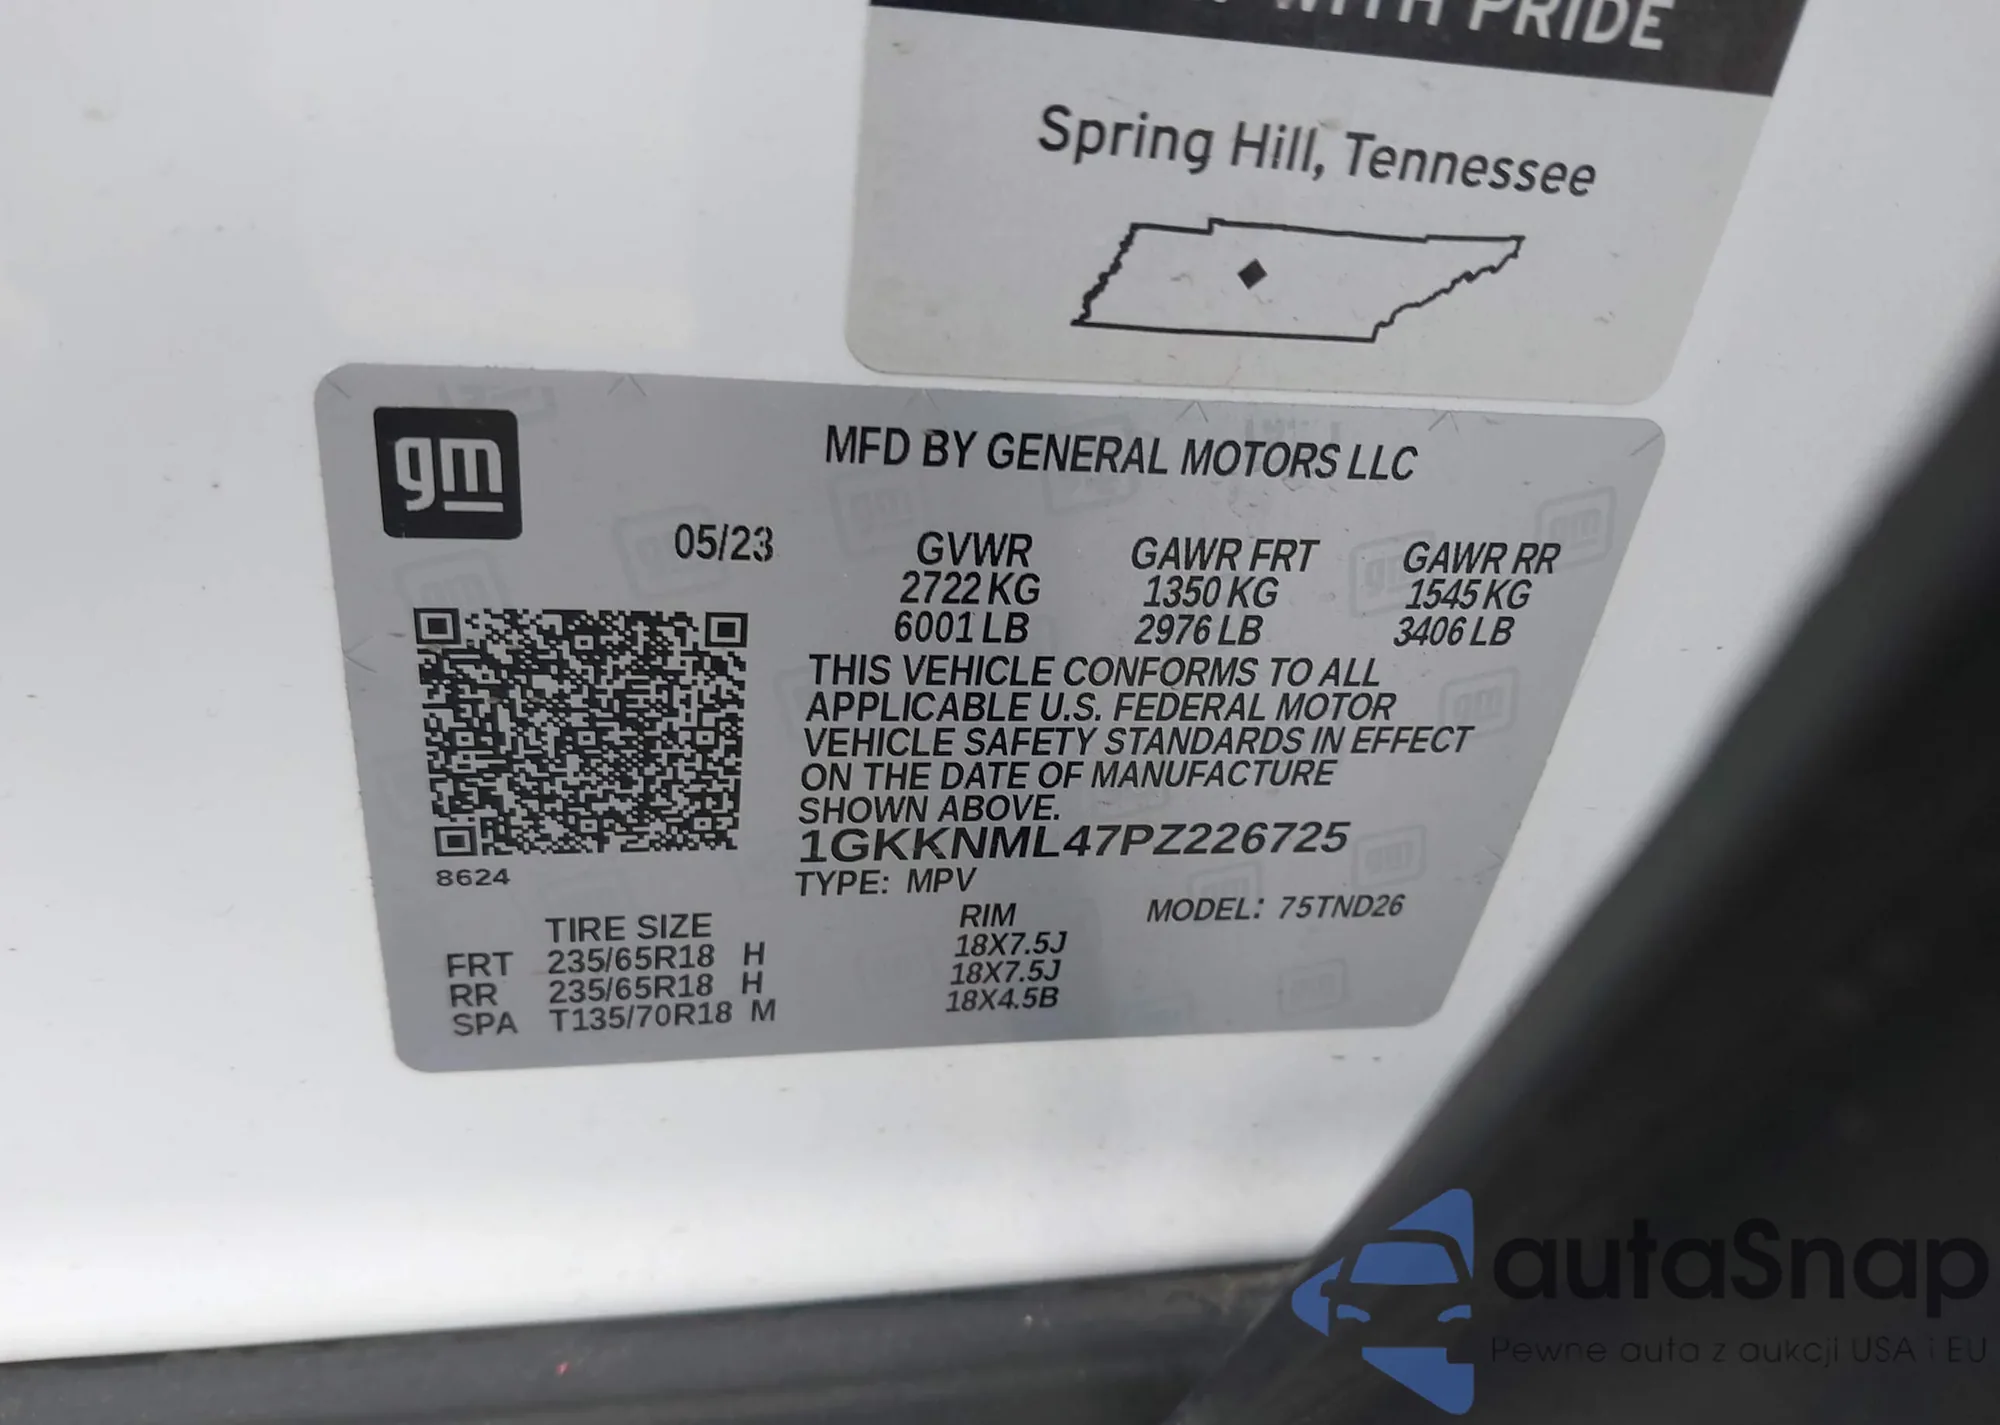 WITH PRIDE
Spring Hill, Tennessee
gm
MFD BY GENERAL MOTORS LLC
05/23
GVWR GAWR FRT GAWR RR
2722 KG 1350 KG 1545 KG
6001 LB 2976 LB 3406 LB
THIS VEHICLE CONFORMS TO ALL
APPLICABLE U.S. FEDERAL MOTOR
VEHICLE SAFETY STANDARDS IN EFFECT
ON THE DATE OF MANUFACTURE
SHOWN ABOVE.
1GKKNML47PZ226725
8624
TYPE: MPV
MODEL: 75TND26
TIRE SIZE RIM
FRT 235/65R18 H 18X7.5J
RR 235/65R18 H 18X7.5J
SPA T135/70R18 M 18X4.5B
autaSnap
Pewne auta z aukcji USA i EU